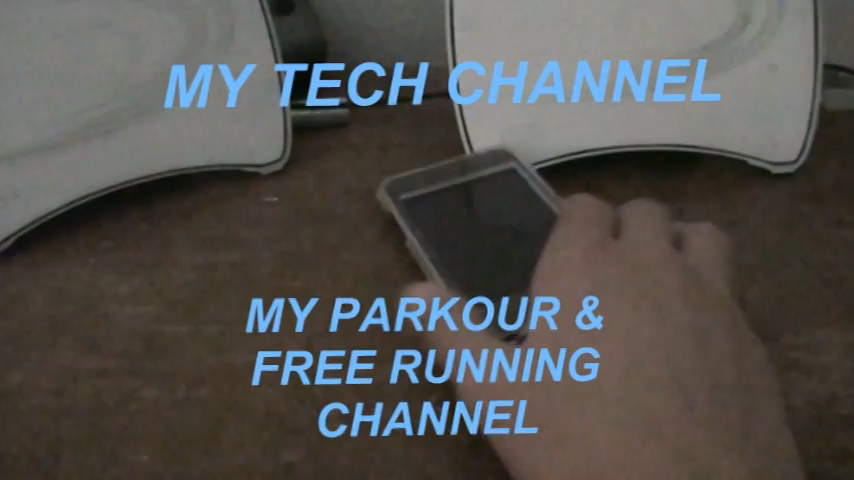 MY TECH CHANNEL
MY PARKOUR &
FREE RUNNING
CHANNEL